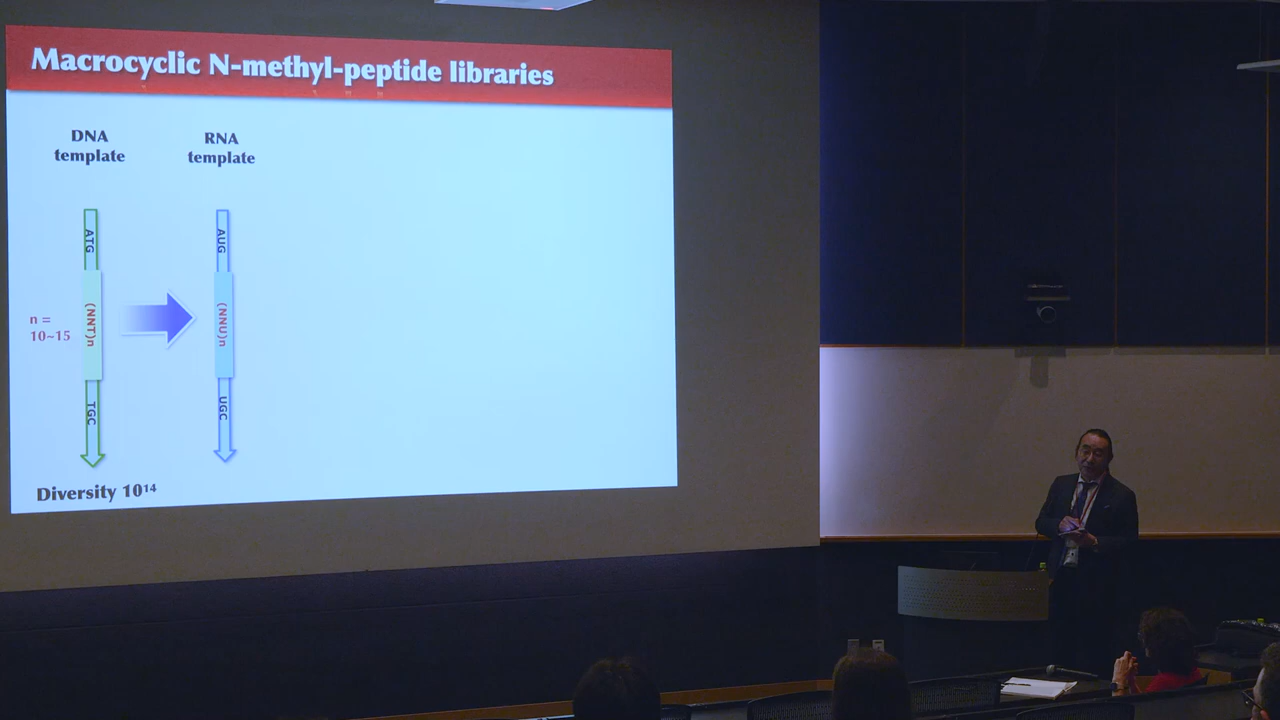 Macrocyclic N-methyl-peptide libraries
DNA
template
RNA
template
ATG
AUG
n =
10~15
(NNT)n
(NNU)n
TGC
UGC
Diversity 10¹⁴